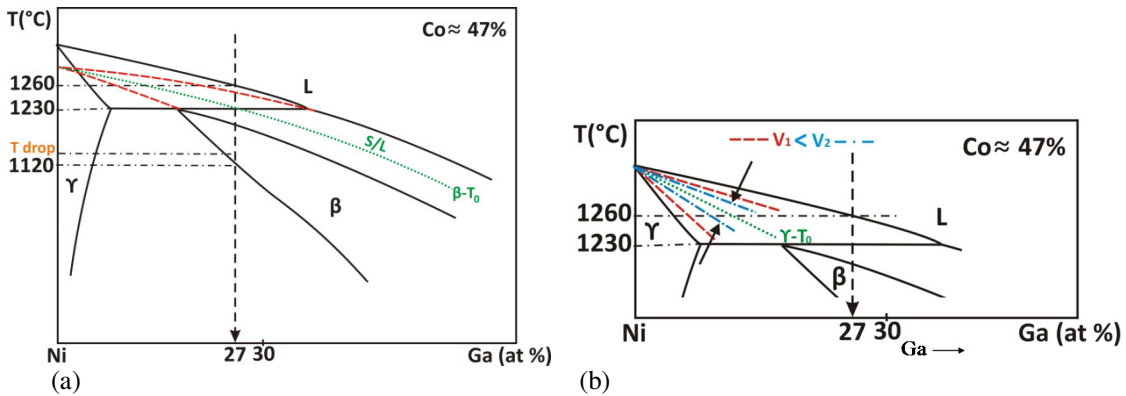 T(°C)
Co≈ 47%
1260
L
1230
T drop
S/L
1120
β-T₀
ϒ
β
Ni
27 30
Ga (at %)
(a)
T(°C)
V₁ < V₂
Co≈ 47%
1260
ϒ
L
ϒ-T₀
1230
β
Ni
27 30
Ga (at %)
Ga →
(b)